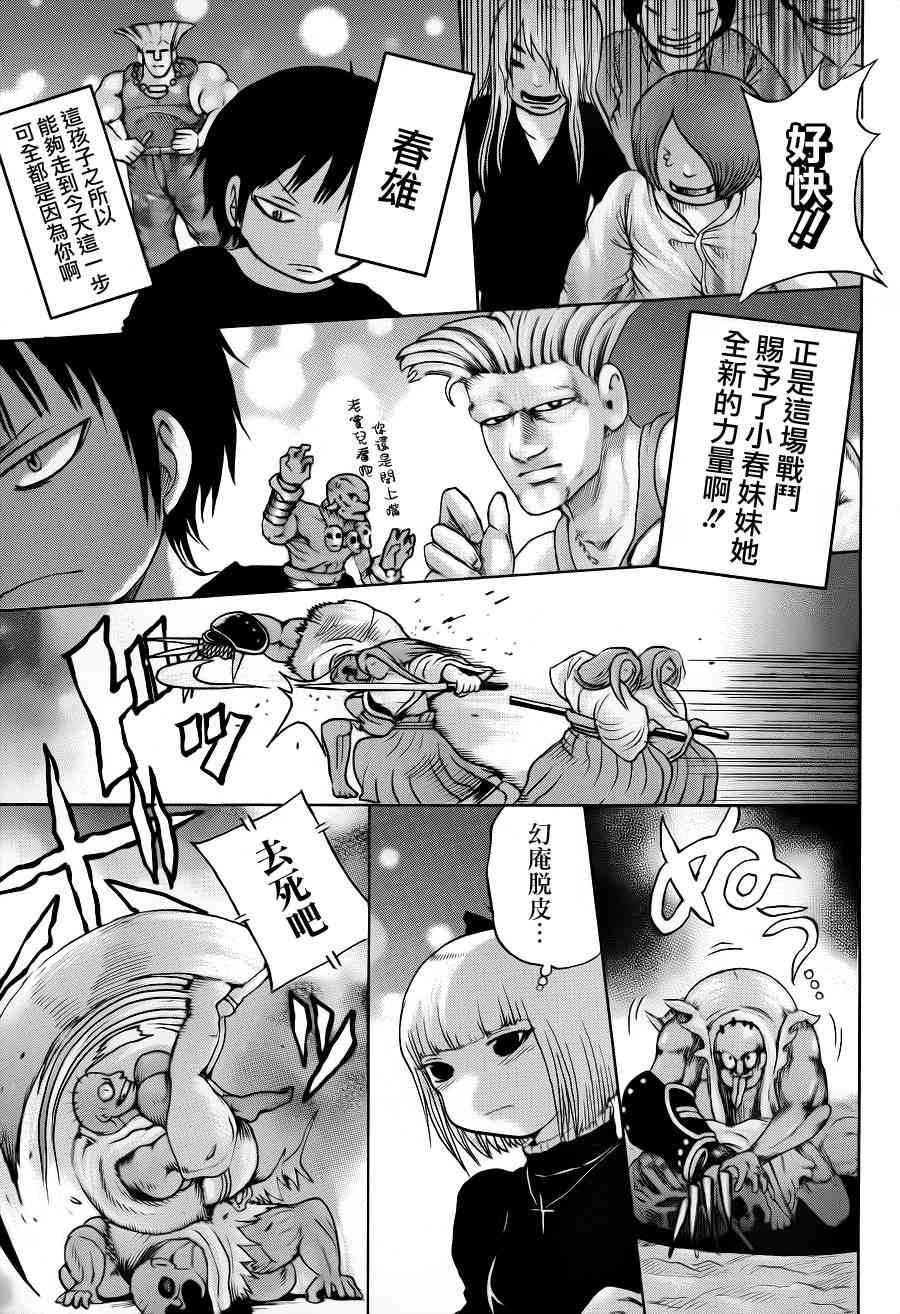 好快!!
春雄
這孩子之所以
能夠走到今天這一步
可全都是因為你啊
正是這場戰鬥
賜予了小春妹妹她
全新的力量啊!!
你還是閉上嘴
老實兒看吧
ババッ
ぬぅ?…
幻庵脱皮…
去死吧